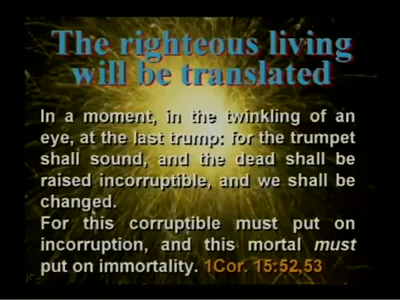 The righteous living
will be translated
In a moment, in the twinkling of an
eye, at the last trump: for the trumpet
shall sound, and the dead shall be
raised incorruptible, and we shall be
changed.
For this corruptible must put on
incorruption, and this mortal must
put on immortality. 1Cor. 15:52,53